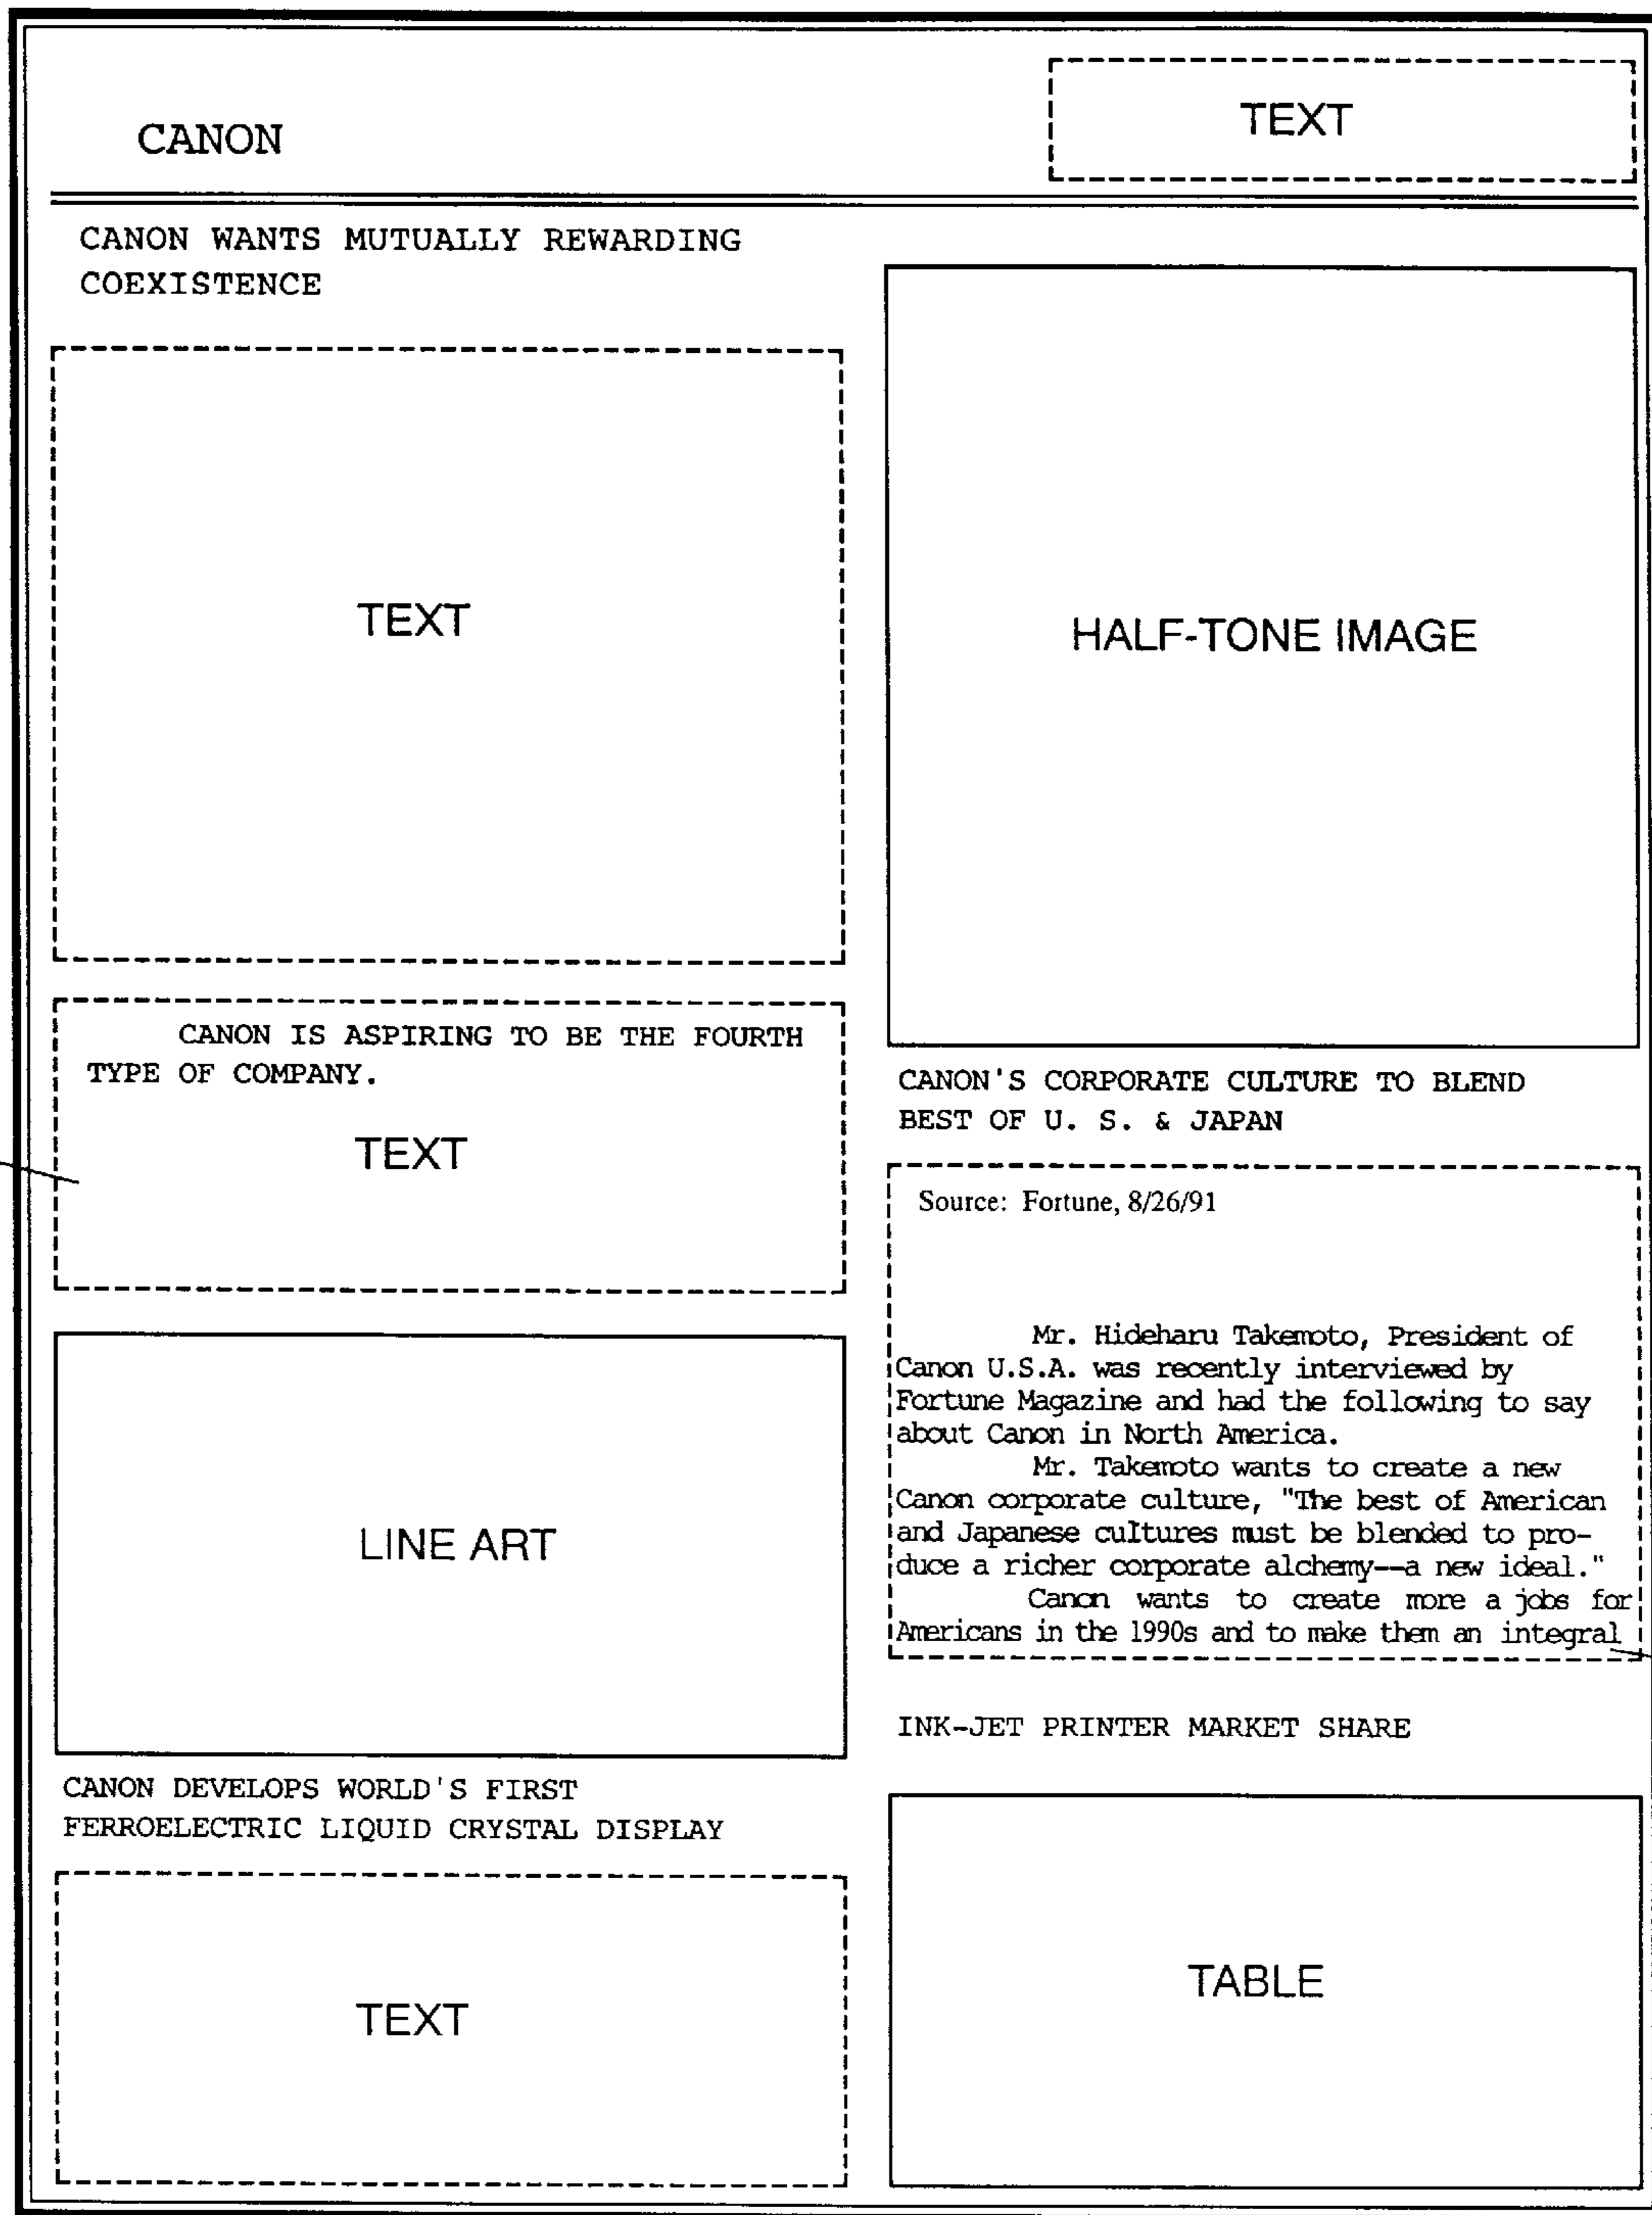 CANON
TEXT
CANON WANTS MUTUALLY REWARDING
COEXISTENCE
TEXT
CANON IS ASPIRING TO BE THE FOURTH
TYPE OF COMPANY.
TEXT
LINE ART
CANON DEVELOPS WORLD'S FIRST
FERROELECTRIC LIQUID CRYSTAL DISPLAY
TEXT
HALF-TONE IMAGE
CANON'S CORPORATE CULTURE TO BLEND
BEST OF U. S. & JAPAN
Source: Fortune, 8/26/91
Mr. Hideharu Takemoto, President of
Canon U.S.A. was recently interviewed by
Fortune Magazine and had the following to say
about Canon in North America.
Mr. Takemoto wants to create a new
Canon corporate culture, "The best of American
and Japanese cultures must be blended to pro-
duce a richer corporate alchemy--a new ideal."
Canon wants to create more a jobs for
Americans in the 1990s and to make them an integral
INK-JET PRINTER MARKET SHARE
TABLE